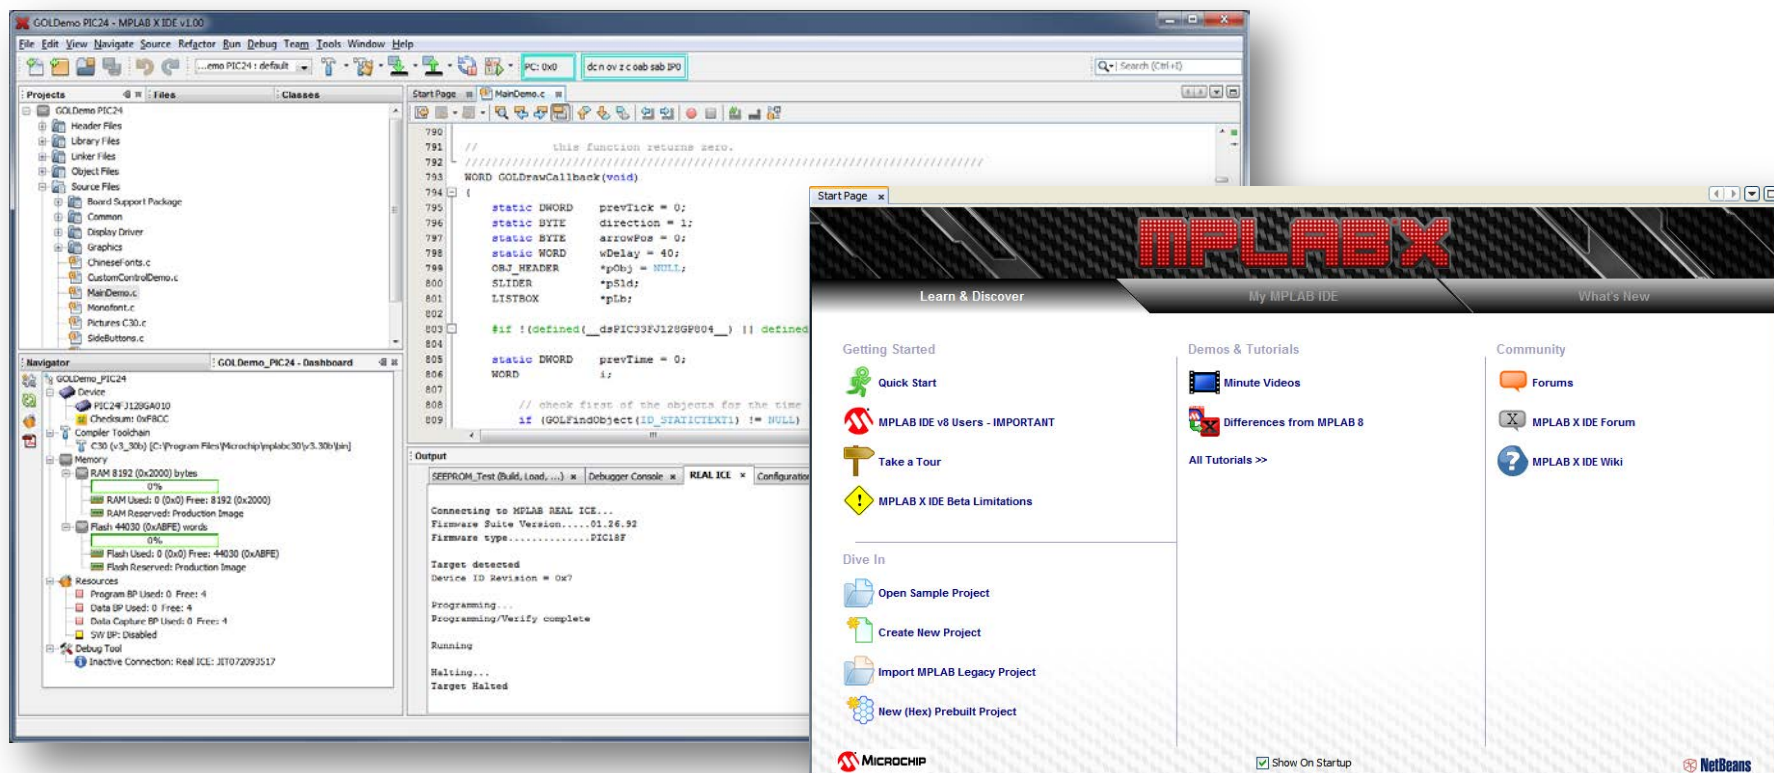 GOLDemo PIC24 - MPLAB X IDE v1.00
File Edit View Navigate Source Refactor Run Debug Team Tools Window Help
...emo PIC24 : default
PC: 0x0
dc n ov z c oab sab IP0
Search (Ctrl+I)
Projects
Files
Classes
GOLDemo PIC24
Header Files
Library Files
Linker Files
Object Files
Source Files
Board Support Package
Common
Display Driver
Graphics
ChineseFonts.c
CustomControlDemo.c
MainDemo.c
Monofont.c
Pictures C30.c
SideButtons.c
Navigator
GOLDemo_PIC24 - Dashboard
GOLDemo_PIC24
Device
PIC24FJ128GA010
Checksum: 0xF8CC
Compiler Toolchain
C30 (v3_30b) [C:\Program Files\Microchip\mplabc30\v3.30b\bin]
Memory
RAM 8192 (0x2000) bytes
0%
RAM Used: 0 (0x0) Free: 8192 (0x2000)
RAM Reserved: Production Image
Flash 44030 (0xABFE) words
0%
Flash Used: 0 (0x0) Free: 44030 (0xABFE)
Flash Reserved: Production Image
Resources
Program BP Used: 0 Free: 4
Data BP Used: 0 Free: 4
Data Capture BP Used: 0 Free: 4
SW BP: Disabled
Debug Tool
Inactive Connection: Real ICE: JIT072093517
Start Page
MainDemo.c
790
791 // this function returns zero.
792 ////////////////////////////////////////////////////////////////////////////
793 WORD GOLDrawCallback(void)
794 {
795 static DWORD prevTick = 0;
796 static BYTE direction = 1;
797 static BYTE arrowPos = 0;
798 static WORD wDelay = 40;
799 OBJ_HEADER *pObj = NULL;
800 SLIDER *pSld;
801 LISTBOX *pLb;
802
803 #if !(defined(__dsPIC33FJ128GP804__) || defined
804
805 static DWORD prevTime = 0;
806 WORD i;
807
808 // check first of the objects for the time
809 if (GOLFindObject(ID_STATICTEXT1) != NULL)
Output
SEEPROM_Test (Build, Load, ...)
Debugger Console
REAL ICE
Configuration
Connecting to MPLAB REAL ICE...
Firmware Suite Version.....01.26.92
Firmware type..............PIC18F
Target detected
Device ID Revision = 0x7
Programming...
Programming/Verify complete
Running
Halting...
Target Halted
Start Page
MPLAB X
Learn & Discover
My MPLAB IDE
What's New
Getting Started
Quick Start
MPLAB IDE v8 Users - IMPORTANT
Take a Tour
MPLAB X IDE Beta Limitations
Dive In
Open Sample Project
Create New Project
Import MPLAB Legacy Project
New (Hex) Prebuilt Project
Demos & Tutorials
Minute Videos
Differences from MPLAB 8
All Tutorials >>
Community
Forums
MPLAB X IDE Forum
MPLAB X IDE Wiki
MICROCHIP
Show On Startup
NetBeans